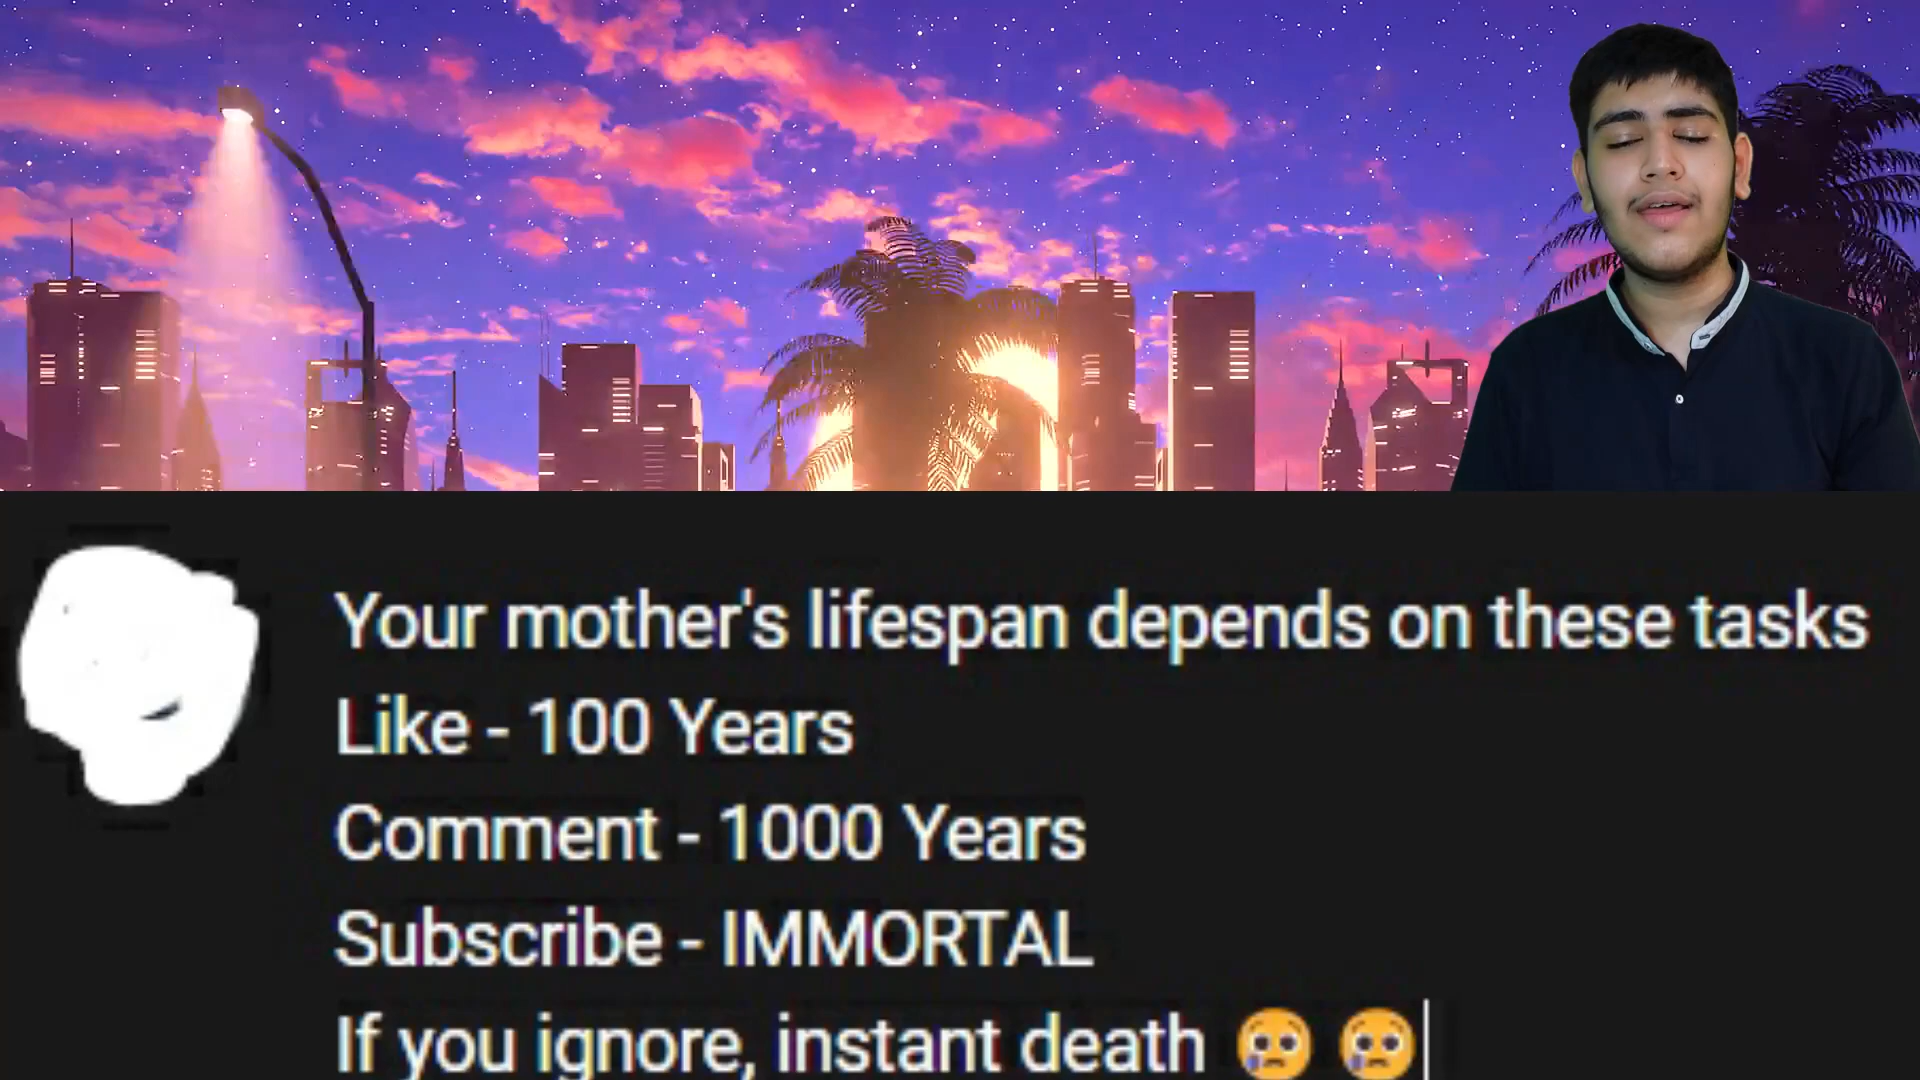 Your mother's lifespan depends on these tasks
Like - 100 Years
Comment - 1000 Years
Subscribe - IMMORTAL
If you ignore, instant death 😢 😢